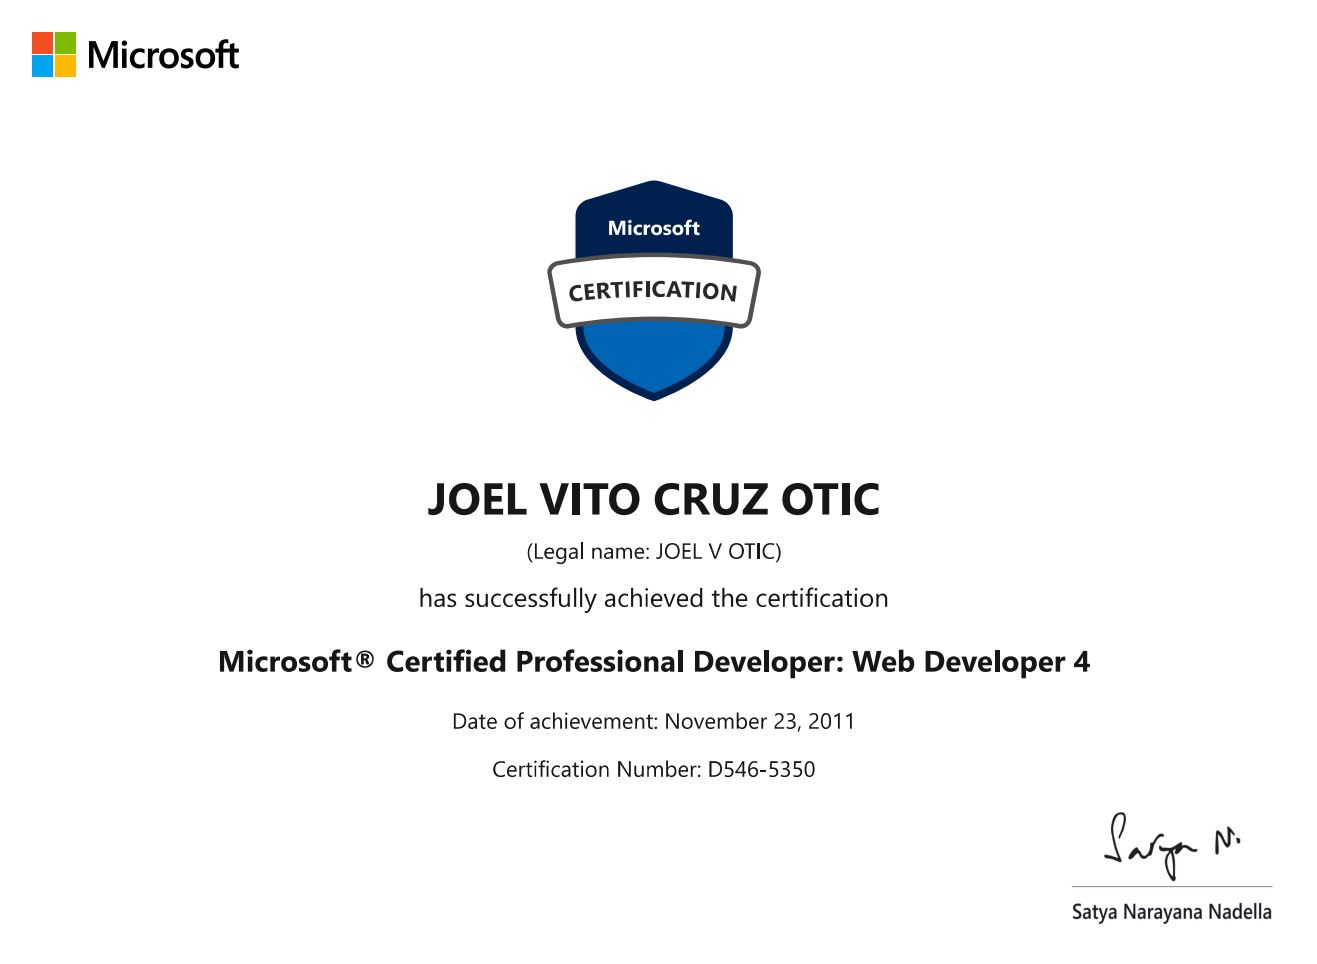 Microsoft
Microsoft
CERTIFICATION
JOEL VITO CRUZ OTIC
(Legal name: JOEL V OTIC)
has successfully achieved the certification
Microsoft® Certified Professional Developer: Web Developer 4
Date of achievement: November 23, 2011
Certification Number: D546-5350
Satya N.
Satya Narayana Nadella